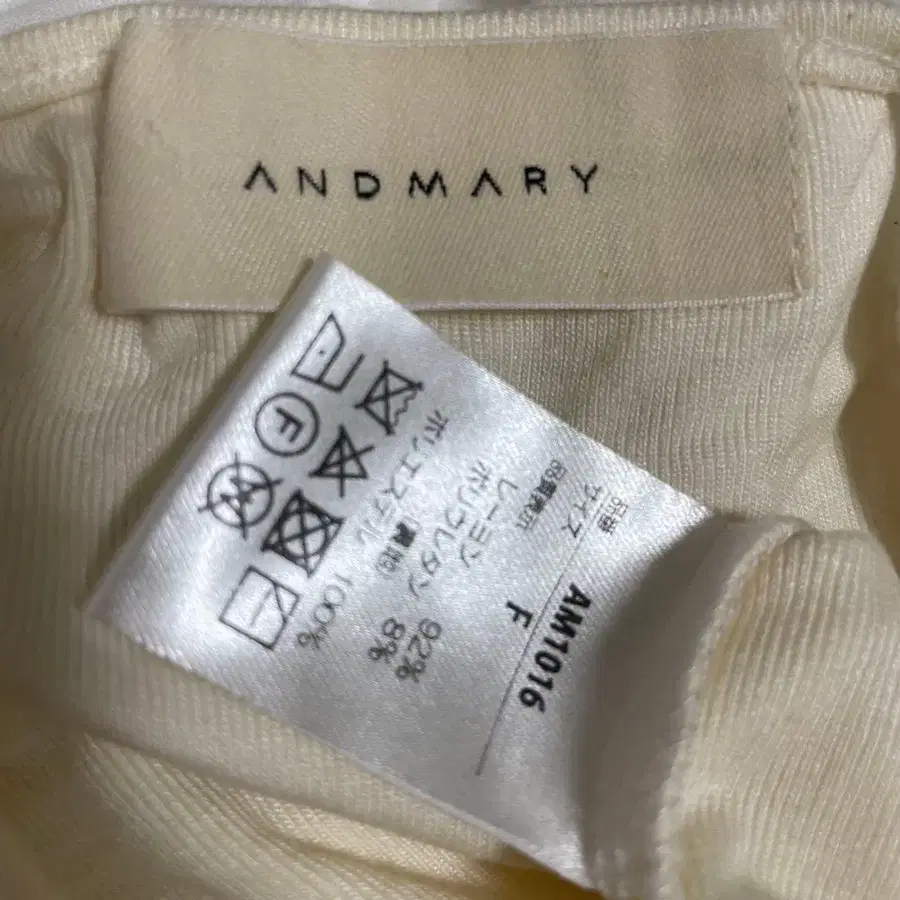 ANDMARY
品番 AM1016
サイズ F
品質表示
レーヨン 92%
ポリウレタン 8%
(裏地)
ポリエステル 100%
F
W